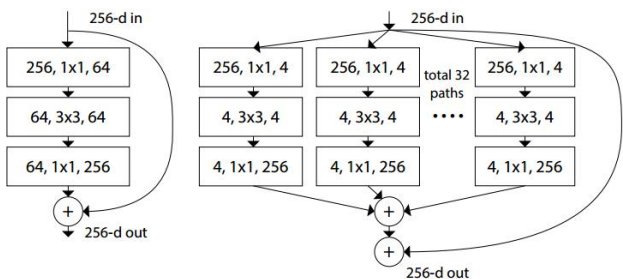 256-d in
256, 1x1, 64
64, 3x3, 64
64, 1x1, 256
+
256-d out
256-d in
256, 1x1, 4
256, 1x1, 4
total 32
paths
256, 1x1, 4
4, 3x3, 4
4, 3x3, 4
....
4, 3x3, 4
4, 1x1, 256
4, 1x1, 256
4, 1x1, 256
+
+
256-d out